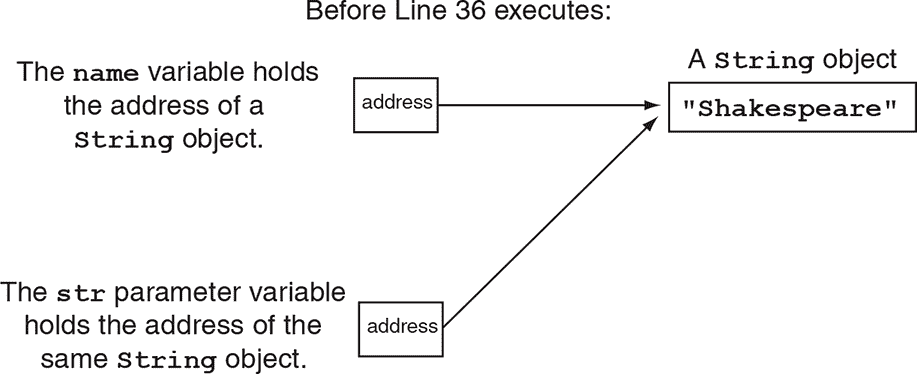 Before Line 36 executes:
A String object
The name variable holds
the address of a
String object.
address
"Shakespeare"
The str parameter variable
holds the address of the
same String object.
address